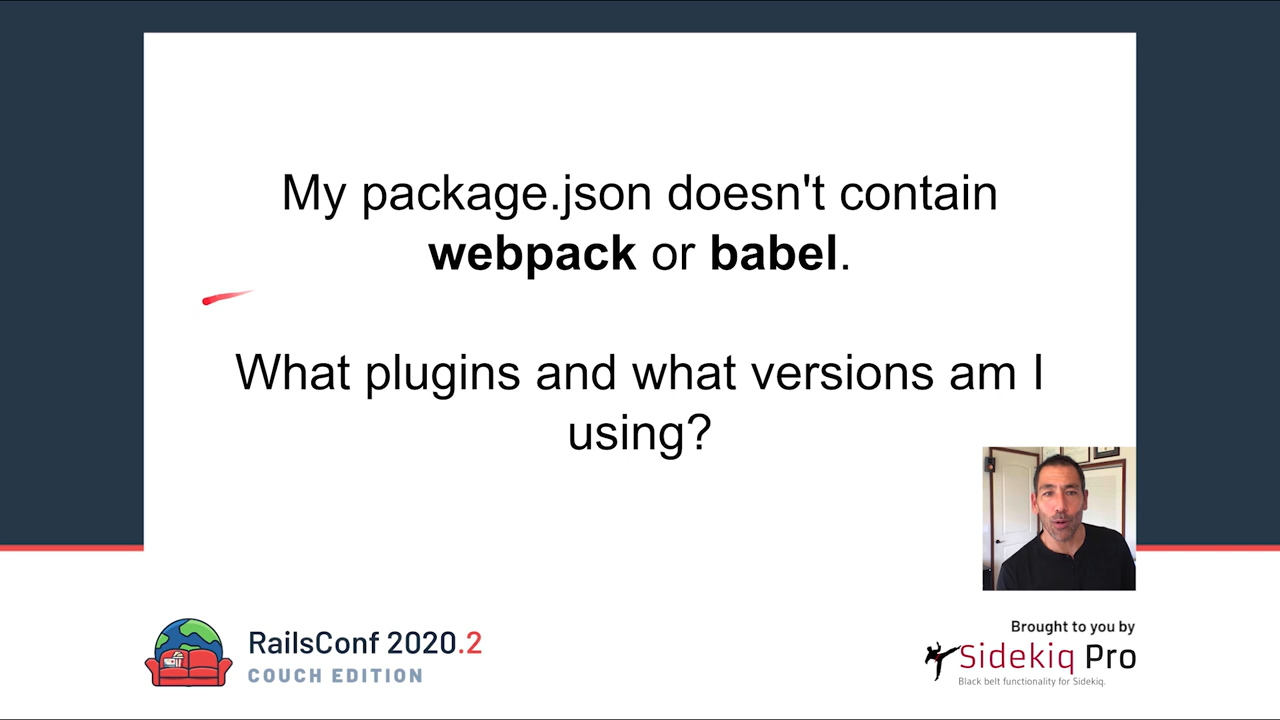 My package.json doesn't contain
webpack or babel.
What plugins and what versions am I
using?
RailsConf 2020.2
COUCH EDITION
Brought to you by
Sidekiq Pro
Black belt functionality for Sidekiq.